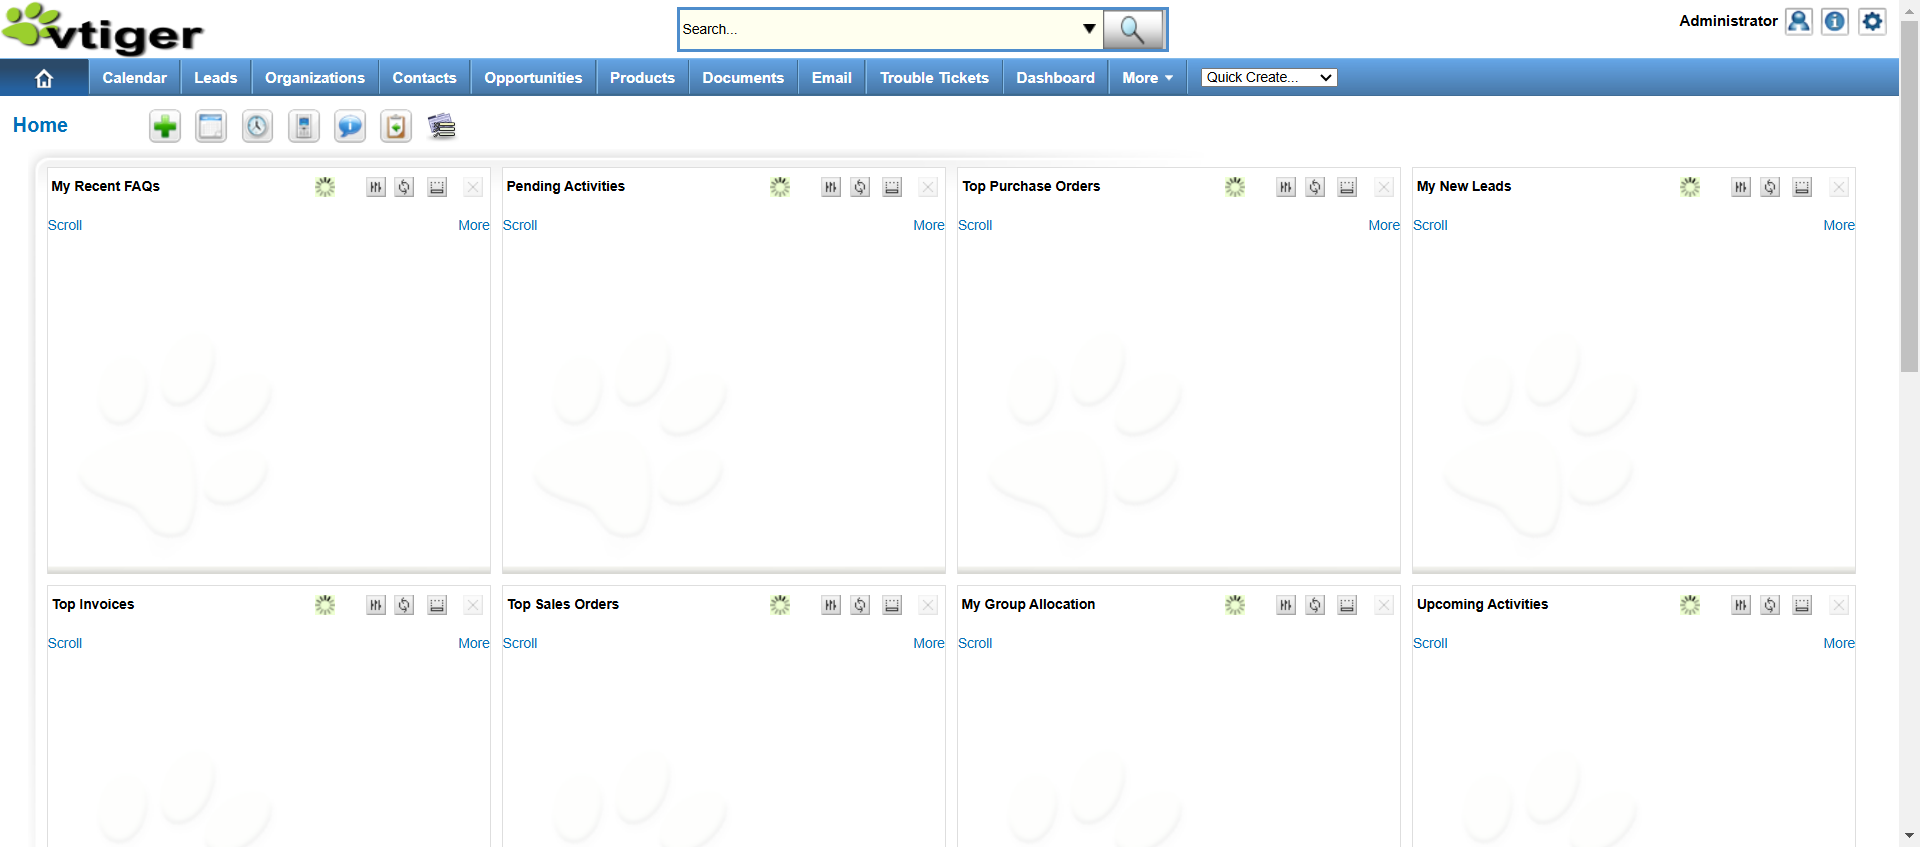 vtiger
Search...
Administrator
Calendar Leads Organizations Contacts Opportunities Products Documents Email Trouble Tickets Dashboard More Quick Create...
Home
My Recent FAQs Pending Activities Top Purchase Orders My New Leads
Scroll More Scroll More Scroll More Scroll More
Top Invoices Top Sales Orders My Group Allocation Upcoming Activities
Scroll More Scroll More Scroll Scroll More